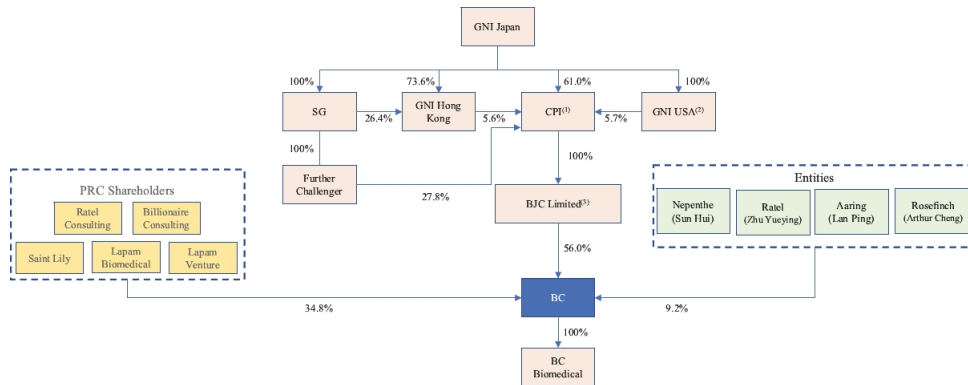 GNI Japan
100%
73.6%
61.0%
100%
SG
26.4%
GNI Hong
Kong
5.6%
CPI(1)
5.7%
GNI USA(2)
100%
100%
Further
Challenger
27.8%
BJC Limited(3)
PRC Shareholders
Ratel
Consulting
Billionaire
Consulting
Saint Lily
Lapam
Biomedical
Lapam
Venture
Entities
Nepenthe
(Sun Hui)
Ratel
(Zhu Yueying)
Aaring
(Lan Ping)
Rosefinch
(Arthur Cheng)
56.0%
34.8%
BC
9.2%
100%
BC
Biomedical